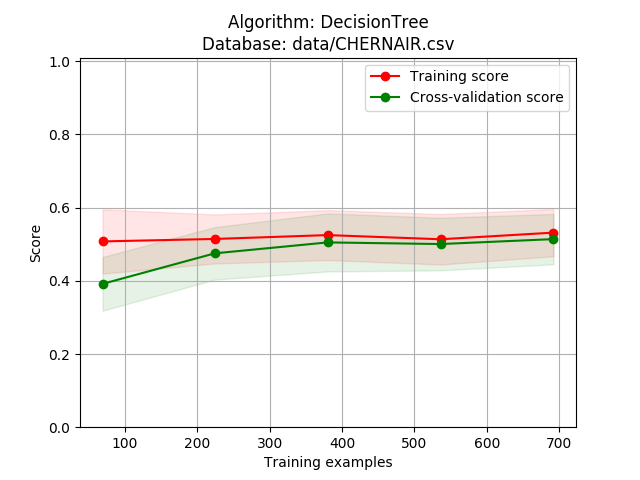 Algorithm: DecisionTree
Database: data/CHERNAIR.csv
Training score
Cross-validation score
Score
1.0
0.8
0.6
0.4
0.2
0.0
100 200 300 400 500 600 700
Training examples